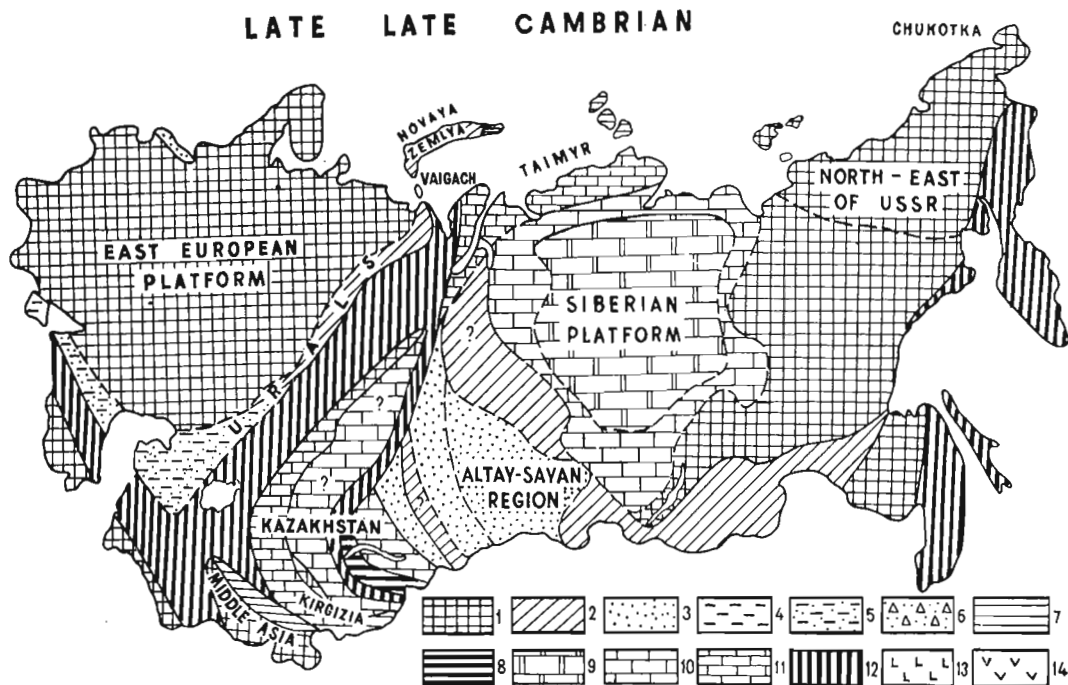 LATE LATE CAMBRIAN
CHUKOTKA
NOVAYA
ZEMLYA
VAIGACH
TAIMYR
NORTH-EAST
OF USSR
EAST EUROPEAN
PLATFORM
URALS
SIBERIAN
PLATFORM
?
?
?
ALTAY-SAYAN
REGION
KAZAKHSTAN
KIRGIZIA
MIDDLE-ASIA
1 2 3 4 5 6 7
8 9 10 11 12 13 14